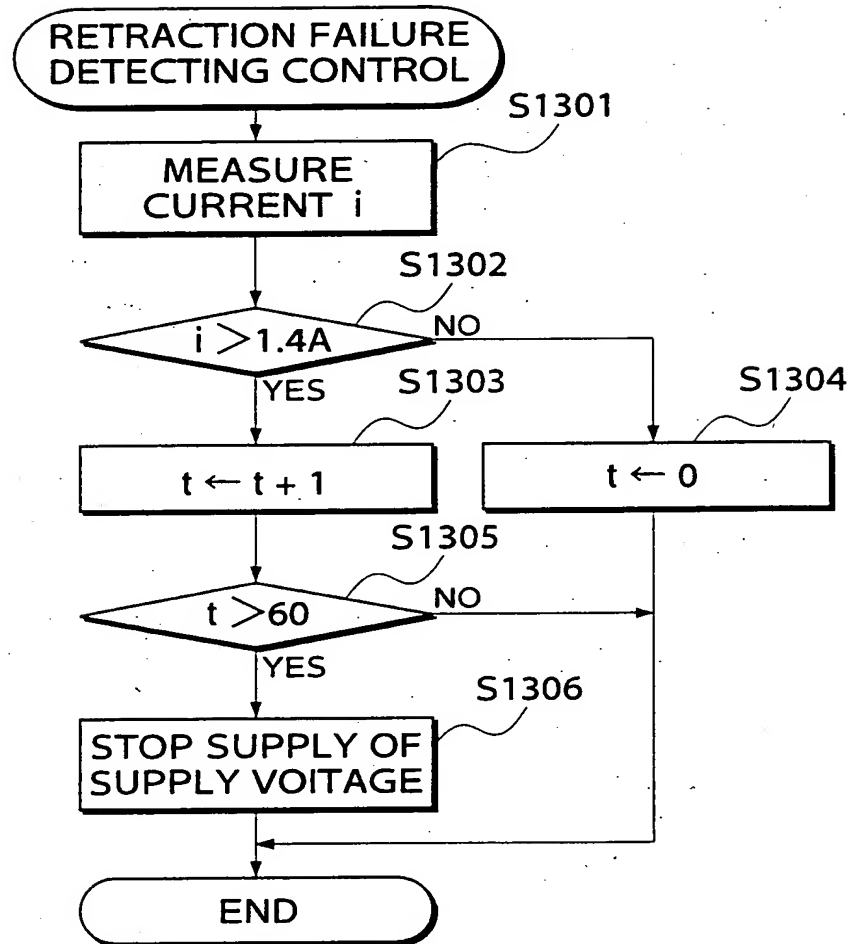 RETRACTION FAILURE
DETECTING CONTROL
S1301
MEASURE
CURRENT i
S1302
i >1.4A
NO
YES
S1303
S1304
t ← t + 1
t ← 0
S1305
t >60
NO
YES
S1306
STOP SUPPLY OF
SUPPLY VOITAGE
END